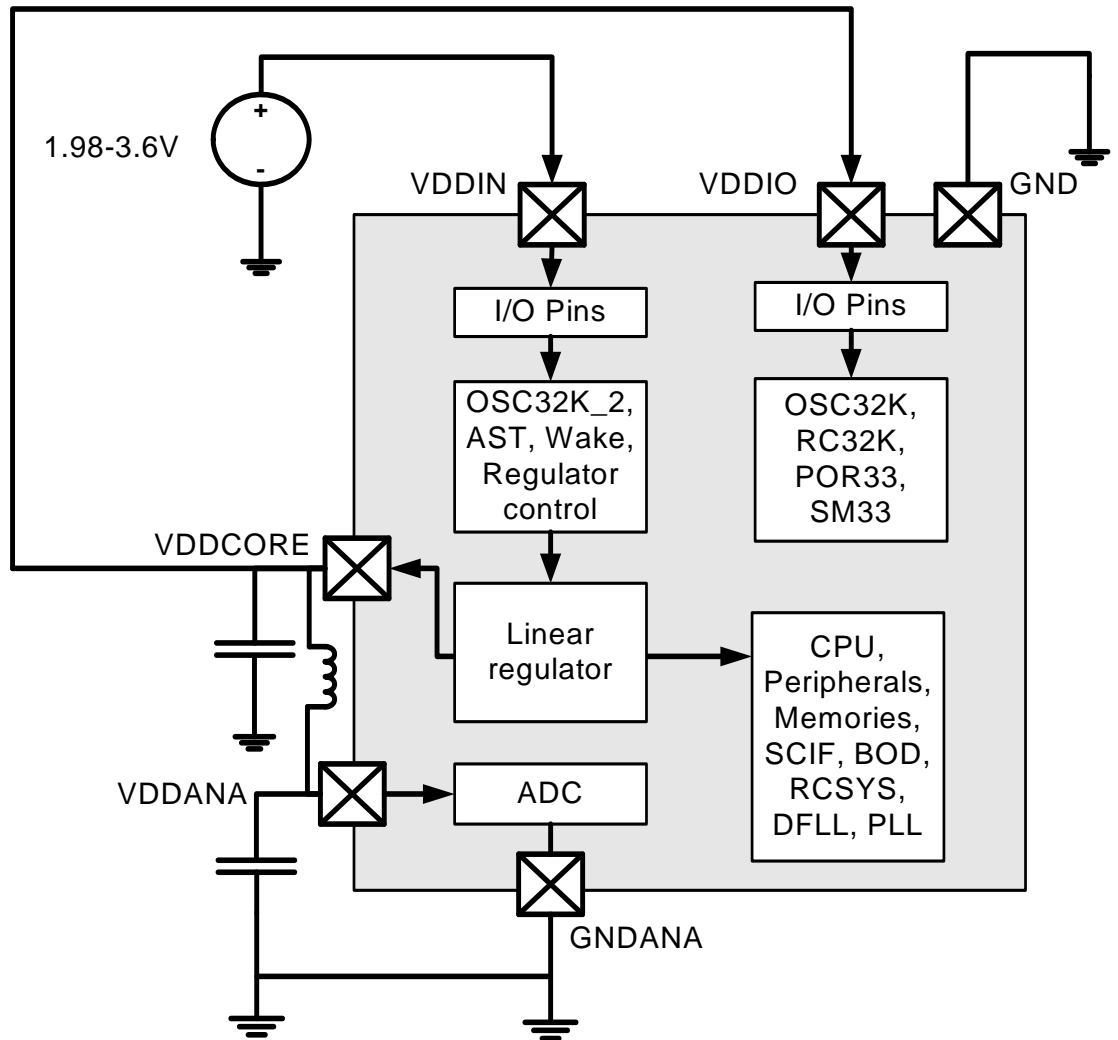 +
1.98-3.6V
-
VDDIN
VDDIO
GND
I/O Pins
I/O Pins
OSC32K_2,
AST, Wake,
Regulator
control
OSC32K,
RC32K,
POR33,
SM33
VDDCORE
Linear
regulator
CPU,
Peripherals,
Memories,
SCIF, BOD,
RCSYS,
DFLL, PLL
VDDANA
ADC
GNDANA